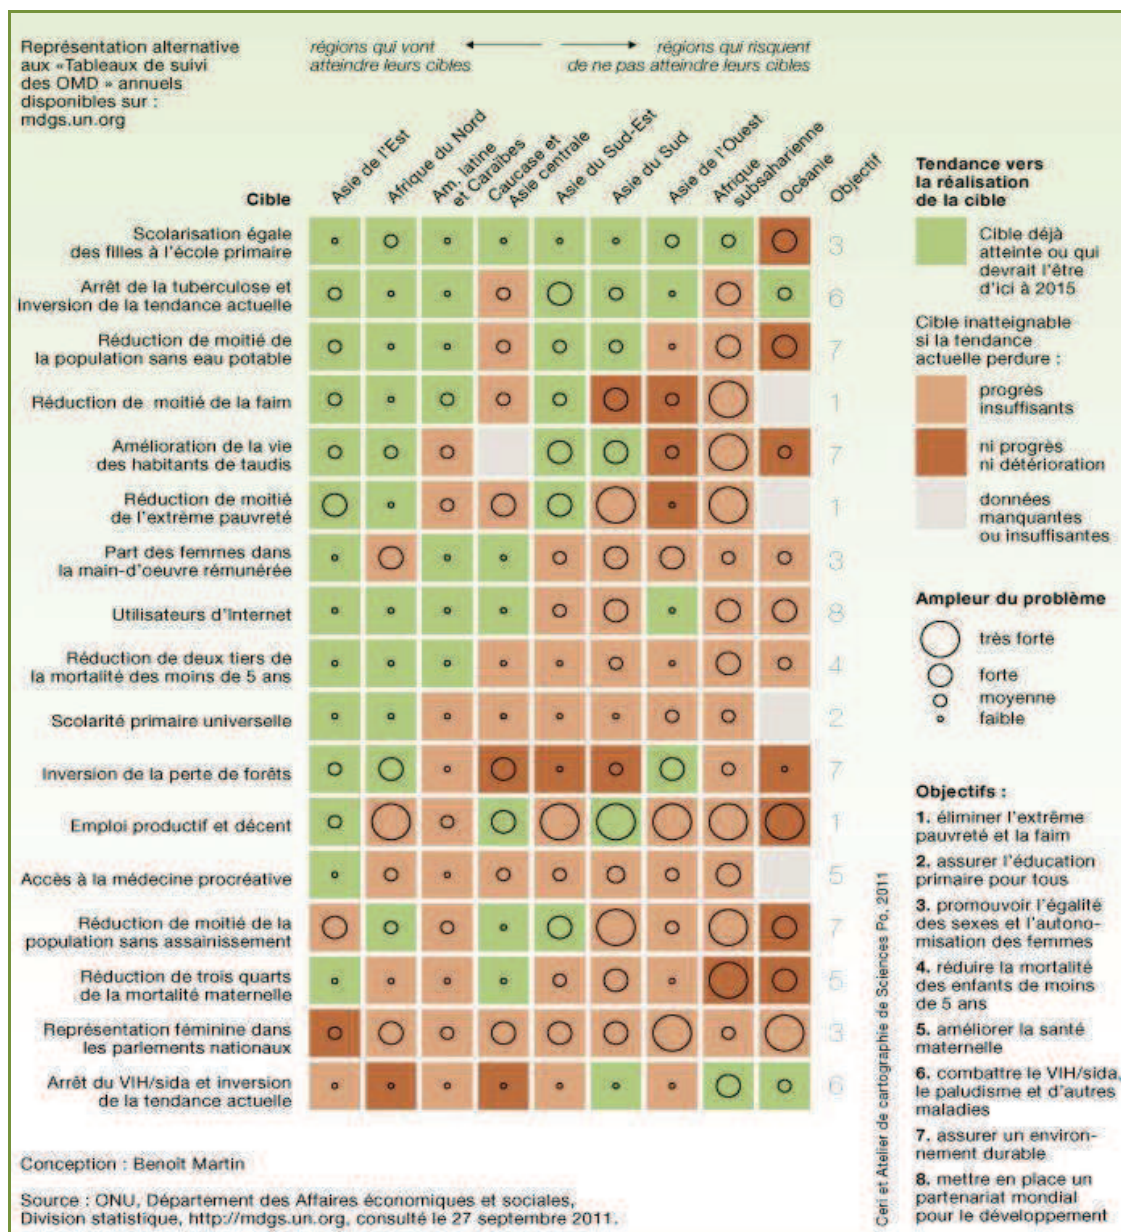 Représentation alternative
aux «Tableaux de suivi
des OMD » annuels
disponibles sur :
mdgs.un.org
régions qui vont
atteindre leurs cibles
régions qui risquent
de ne pas atteindre leurs cibles
Cible
Asie de l'Est
Afrique du Nord
Am. latine
et Caraïbes
Caucase et
Asie centrale
Asie du Sud-Est
Asie du Sud
Asie de l'Ouest
Afrique
subsaharienne
Océanie
Objectif
Scolarisation égale
des filles à l'école primaire
3
Arrêt de la tuberculose et
inversion de la tendance actuelle
6
Réduction de moitié de
la population sans eau potable
7
Réduction de moitié de la faim
1
Amélioration de la vie
des habitants de taudis
7
Réduction de moitié
de l'extrême pauvreté
1
Part des femmes dans
la main-d'oeuvre rémunérée
3
Utilisateurs d'Internet
8
Réduction de deux tiers de
la mortalité des moins de 5 ans
4
Scolarité primaire universelle
2
Inversion de la perte de forêts
7
Emploi productif et décent
1
Accès à la médecine procréative
5
Réduction de moitié de la
population sans assainissement
7
Réduction de trois quarts
de la mortalité maternelle
5
Représentation féminine dans
les parlements nationaux
3
Arrêt du VIH/sida et inversion
de la tendance actuelle
6
Tendance vers
la réalisation
de la cible
Cible déjà
atteinte ou qui
devrait l'être
d'ici à 2015
Cible inatteignable
si la tendance
actuelle perdure :
progrès
insuffisants
ni progrès
ni détérioration
données
manquantes
ou insuffisantes
Ampleur du problème
très forte
forte
moyenne
faible
Objectifs :
1. éliminer l'extrême
pauvreté et la faim
2. assurer l'éducation
primaire pour tous
3. promouvoir l'égalité
des sexes et l'autono-
misation des femmes
4. réduire la mortalité
des enfants de moins
de 5 ans
5. améliorer la santé
maternelle
6. combattre le VIH/sida,
le paludisme et d'autres
maladies
7. assurer un environ-
nement durable
8. mettre en place un
partenariat mondial
pour le développement
Ceri et Atelier de cartographie de Sciences Po, 2011
Conception : Benoît Martin
Source : ONU, Département des Affaires économiques et sociales,
Division statistique, http://mdgs.un.org, consulté le 27 septembre 2011.